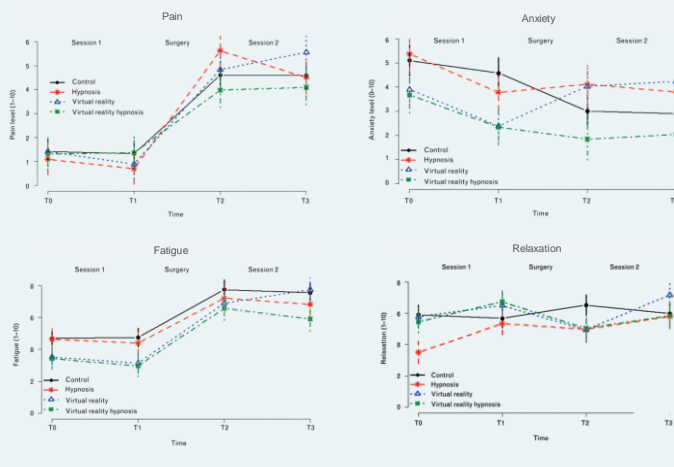 Pain
Session 1 Surgery Session 2
Pain level (1–10)
6
5
4
3
2
1
0
Control
Hypnosis
Virtual reality
Virtual reality hypnosis
T0 T1 T2 T3
Time
Anxiety
Session 1 Surgery Session 2
Anxiety level (0–10)
6
5
4
3
2
1
Control
Hypnosis
Virtual reality
Virtual reality hypnosis
T0 T1 T2
Time
Fatigue
Session 1 Surgery Session 2
Fatigue (1–10)
8
6
4
2
0
Control
Hypnosis
Virtual reality
Virtual reality hypnosis
T0 T1 T2 T3
Time
Relaxation
Session 1 Surgery Session 2
Relaxation (1–10)
8
6
2
0
Control
Hypnosis
Virtual reality
Virtual reality hypnosis
T0 T1 T2 T3
Time